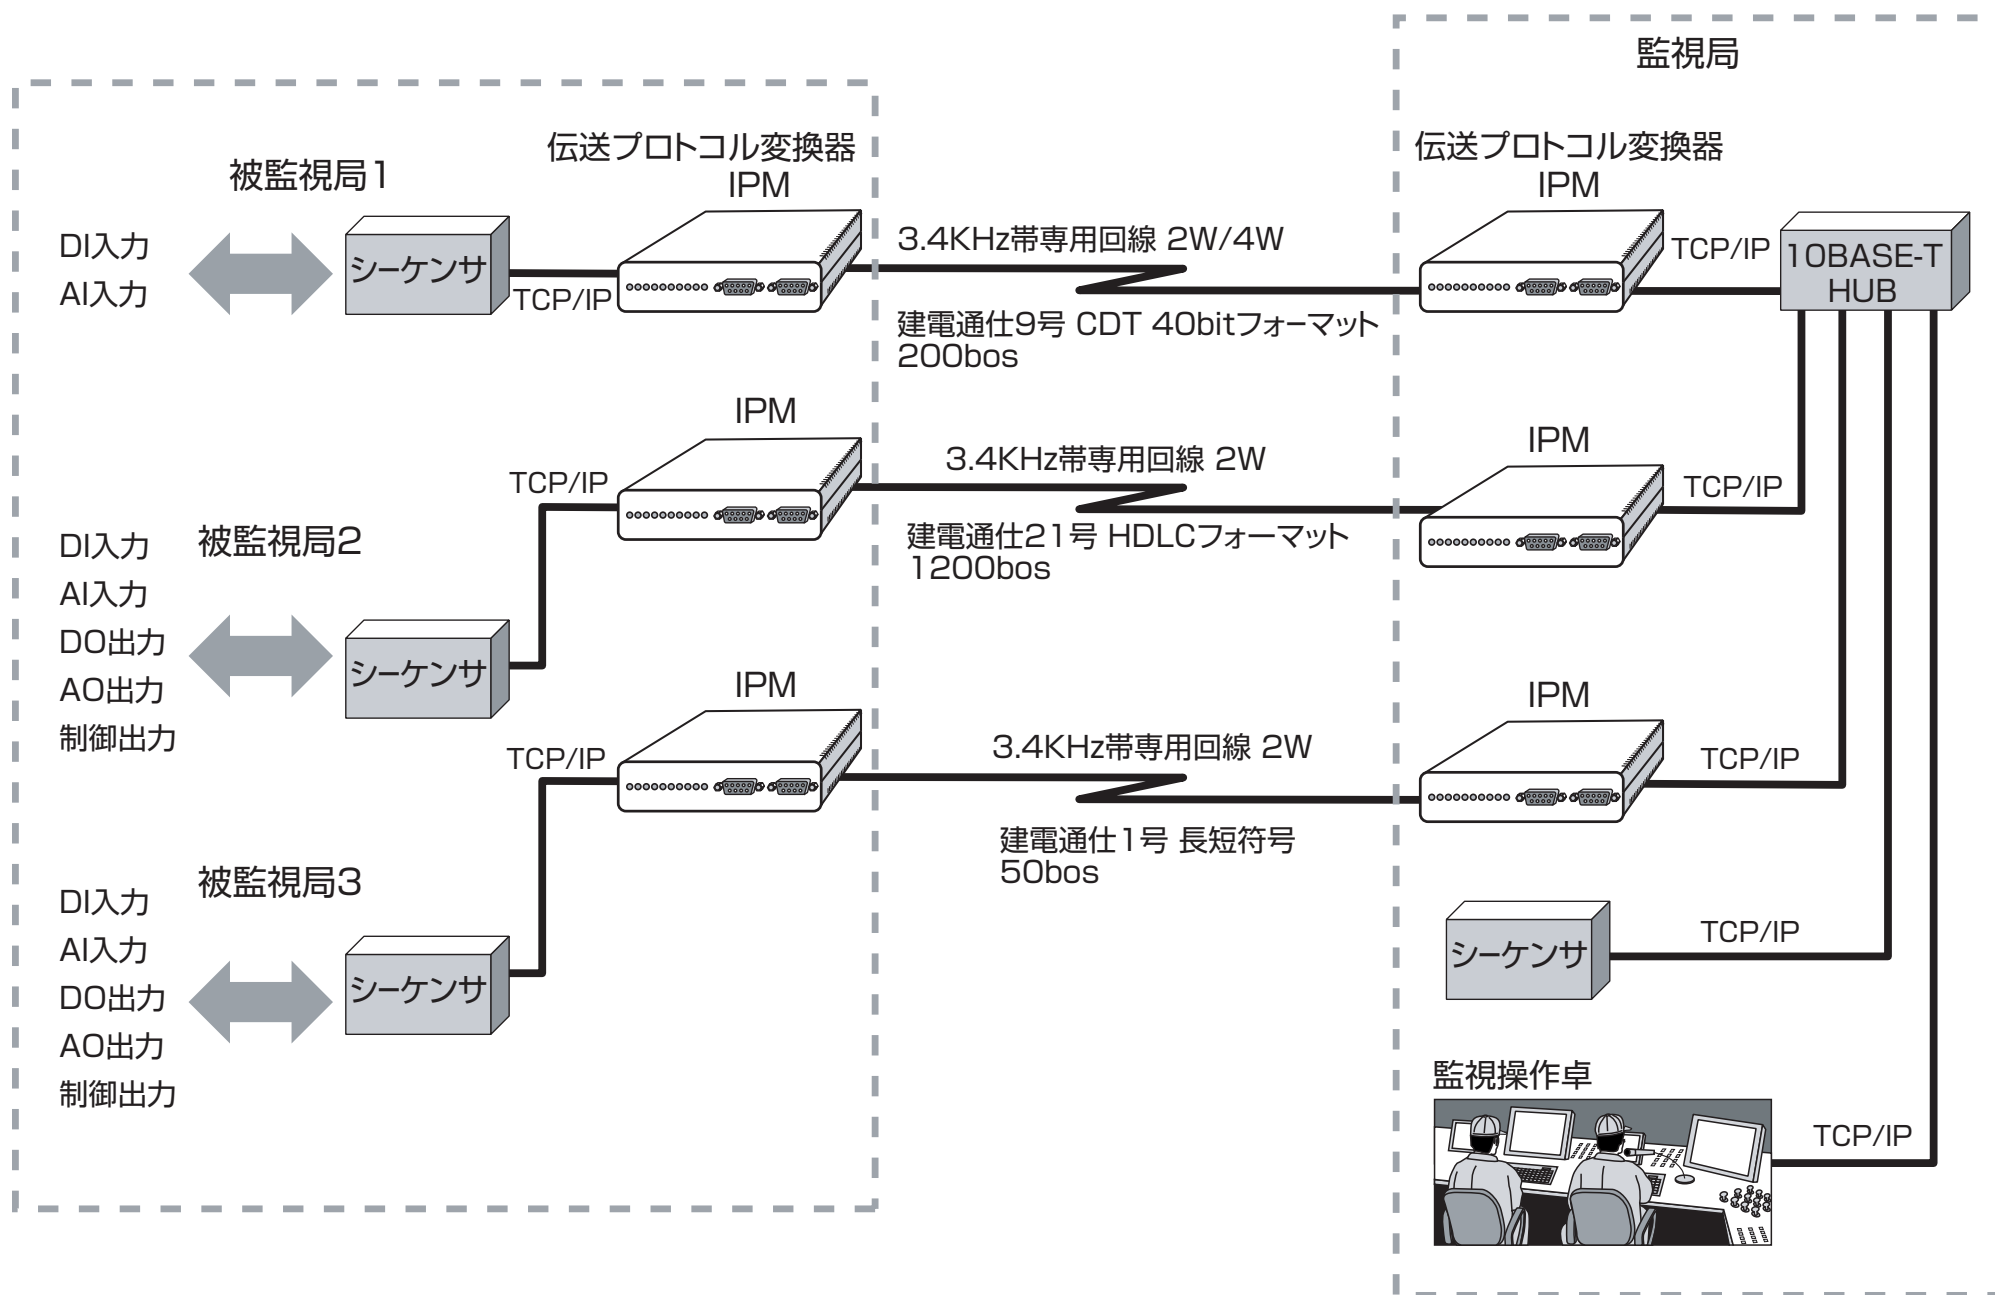 監視局
伝送プロトコル変換器
IPM
被監視局1
DI入力
AI入力
シーケンサ
TCP/IP
3.4KHz帯専用回線 2W/4W
建電通仕9号 CDT 40bitフォーマット
200bos
伝送プロトコル変換器
IPM
TCP/IP
10BASE-T
HUB
IPM
TCP/IP
被監視局2
DI入力
AI入力
DO出力
AO出力
制御出力
シーケンサ
3.4KHz帯専用回線 2W
建電通仕21号 HDLCフォーマット
1200bos
IPM
TCP/IP
IPM
TCP/IP
被監視局3
DI入力
AI入力
DO出力
AO出力
制御出力
シーケンサ
3.4KHz帯専用回線 2W
建電通仕1号 長短符号
50bos
IPM
TCP/IP
シーケンサ
TCP/IP
監視操作卓
TCP/IP